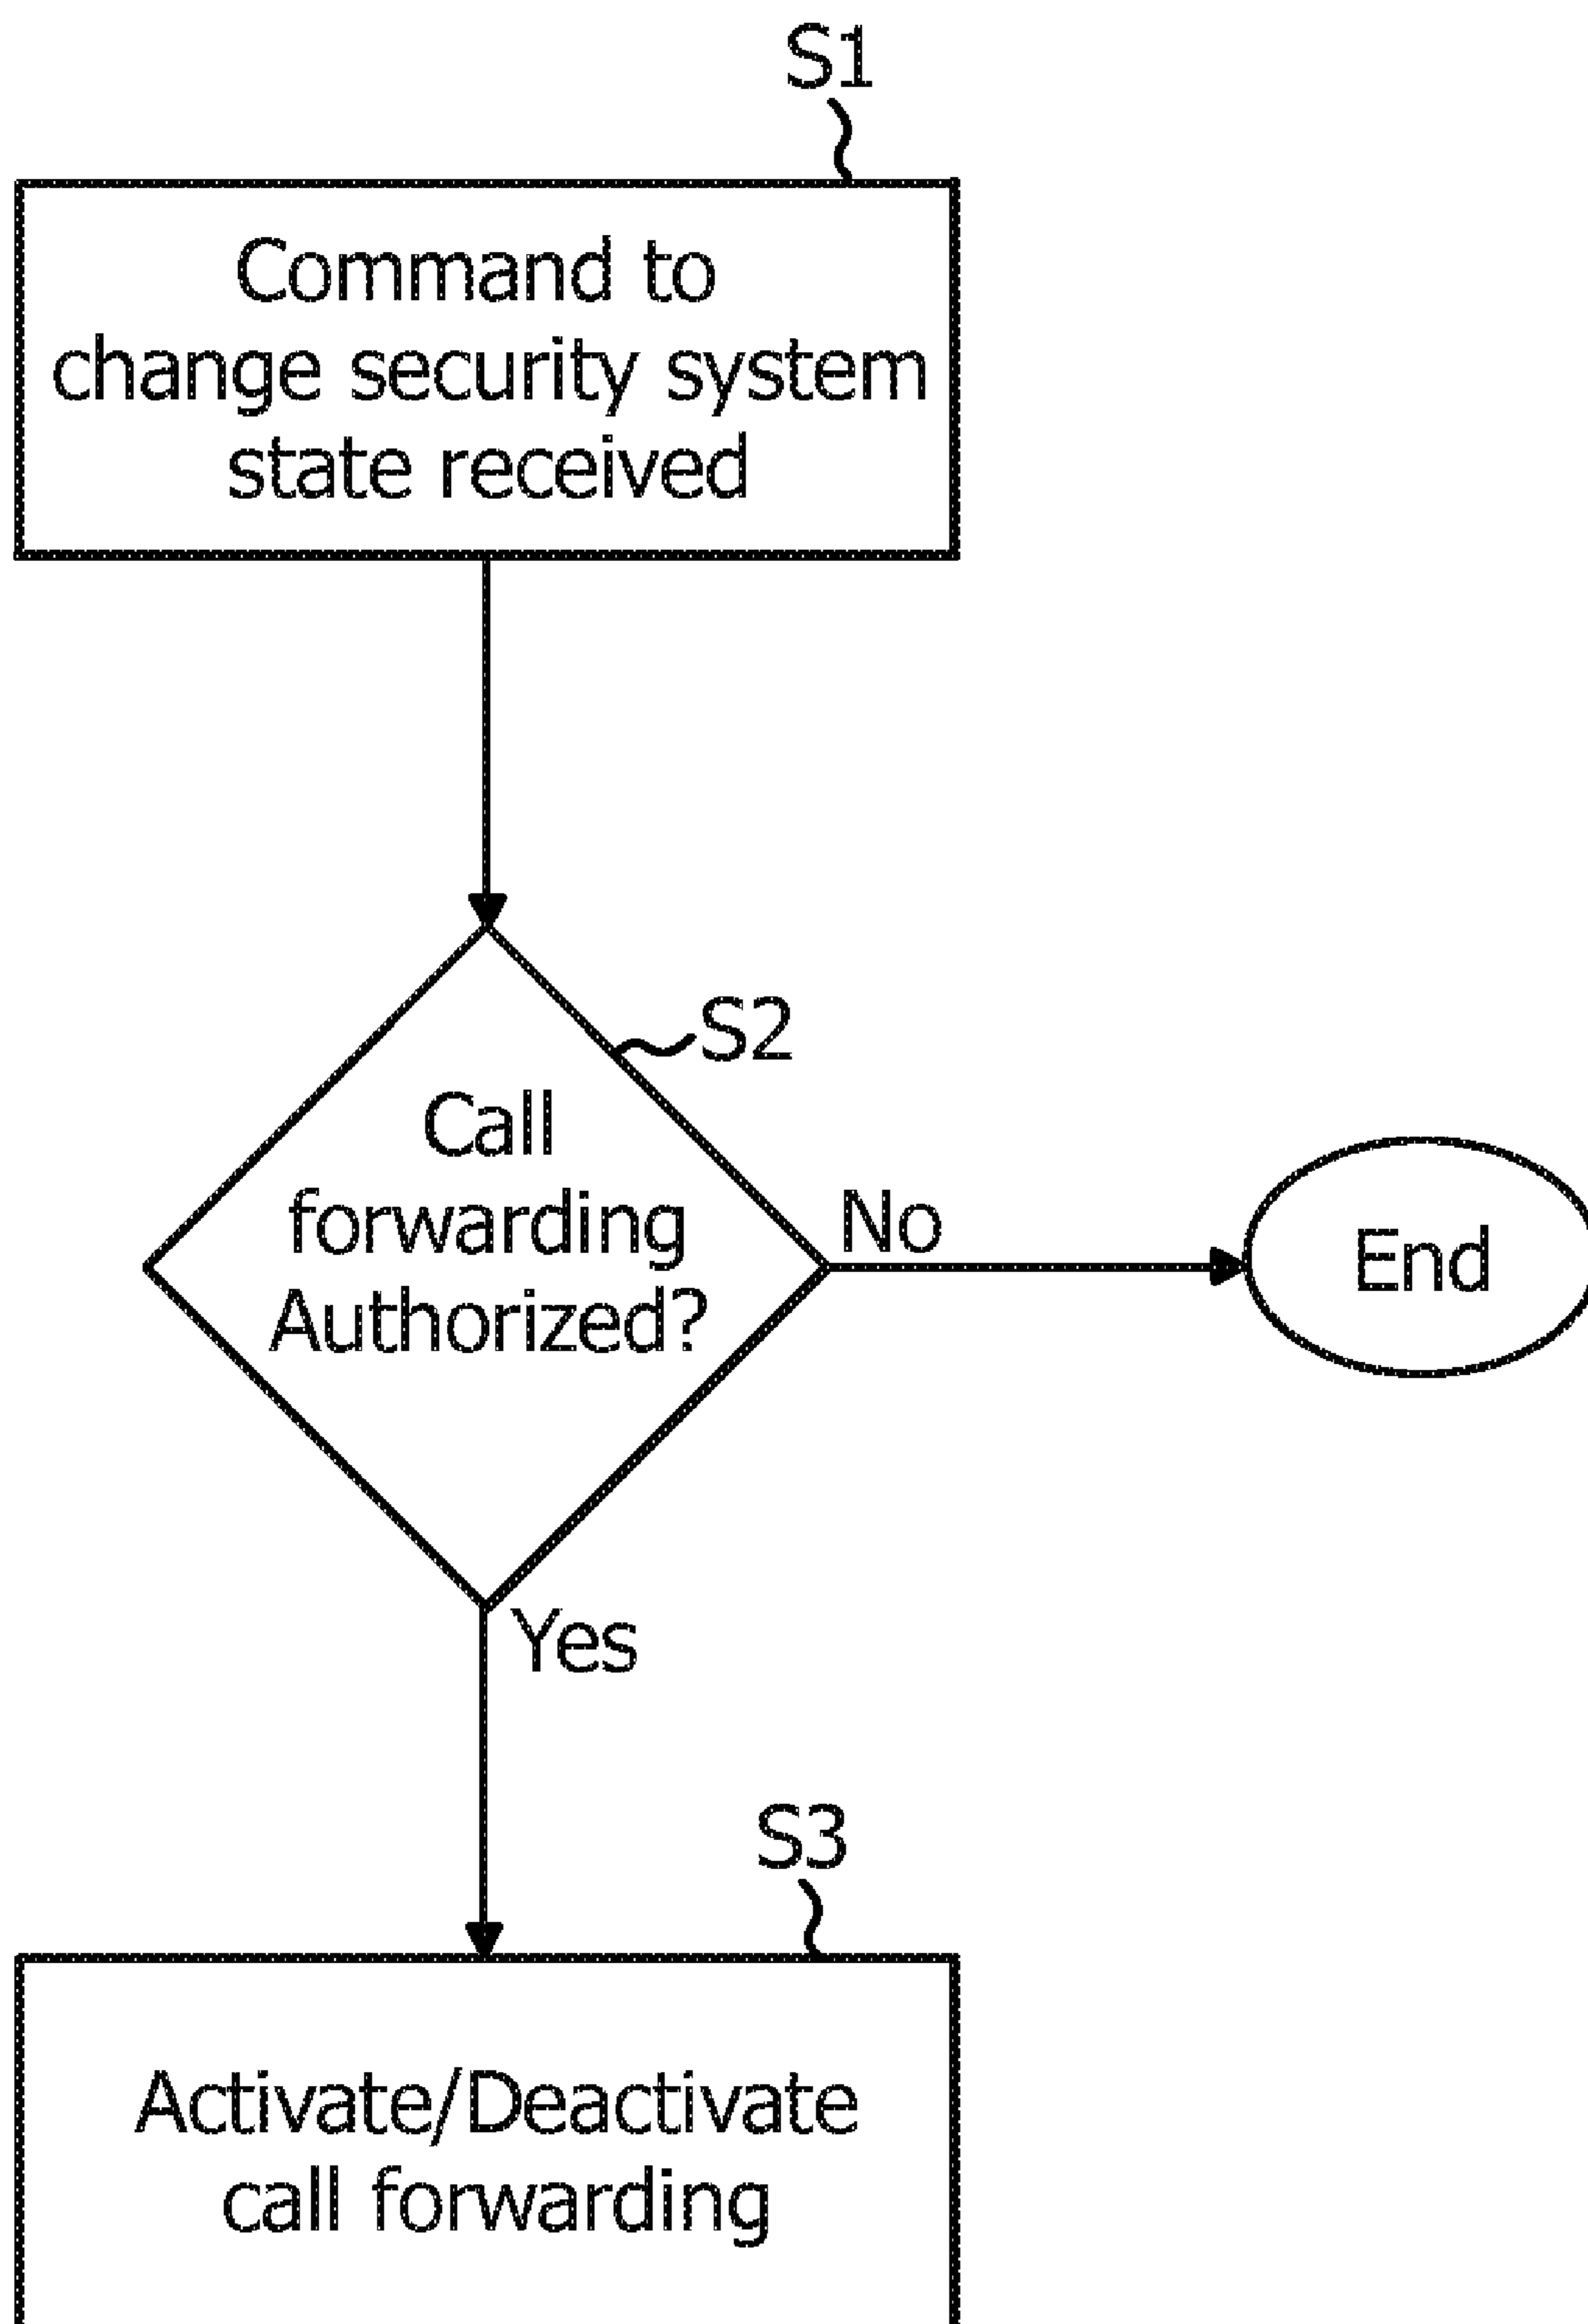 S1
Command to
change security system
state received
S2
Call
forwarding
Authorized?
No
End
Yes
S3
Activate/Deactivate
call forwarding